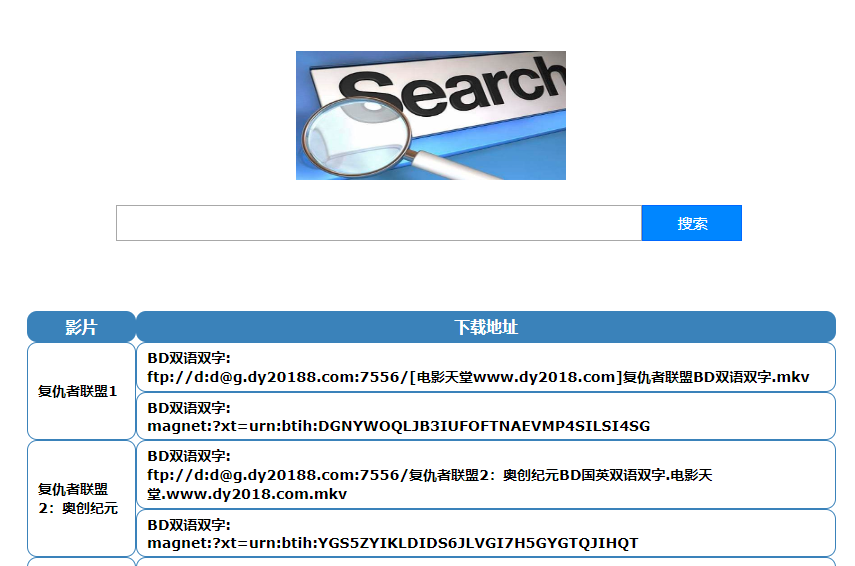 Search
搜索
影片
下载地址
复仇者联盟1
BD双语双字:
ftp://d:d@g.dy20188.com:7556/[电影天堂www.dy2018.com]复仇者联盟BD双语双字.mkv
BD双语双字:
magnet:?xt=urn:btih:DGNYWOQLJB3IUFOFTNAEVMP4SILSI4SG
复仇者联盟
2：奥创纪元
BD双语双字:
ftp://d:d@g.dy20188.com:7556/复仇者联盟2：奥创纪元BD国英双语双字.电影天
堂.www.dy2018.com.mkv
BD双语双字:
magnet:?xt=urn:btih:YGS5ZYIKLDIDS6JLVGI7H5GYGTQJIHQT